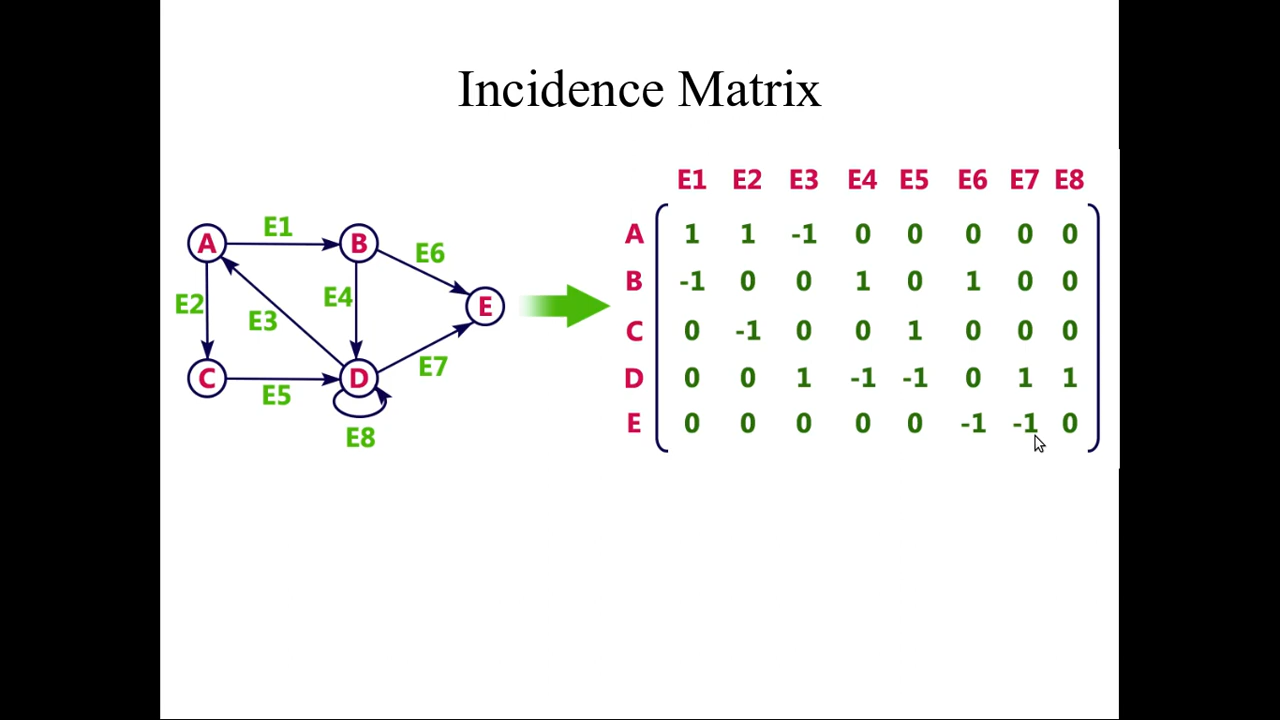 Incidence Matrix
A E1 B E6
E2 E3 E4 E
C E5 D E7
E8
E1 E2 E3 E4 E5 E6 E7 E8
A 1 1 -1 0 0 0 0 0
B -1 0 0 1 0 1 0 0
C 0 -1 0 0 1 0 0 0
D 0 0 1 -1 -1 0 1 1
E 0 0 0 0 0 -1 -1 0